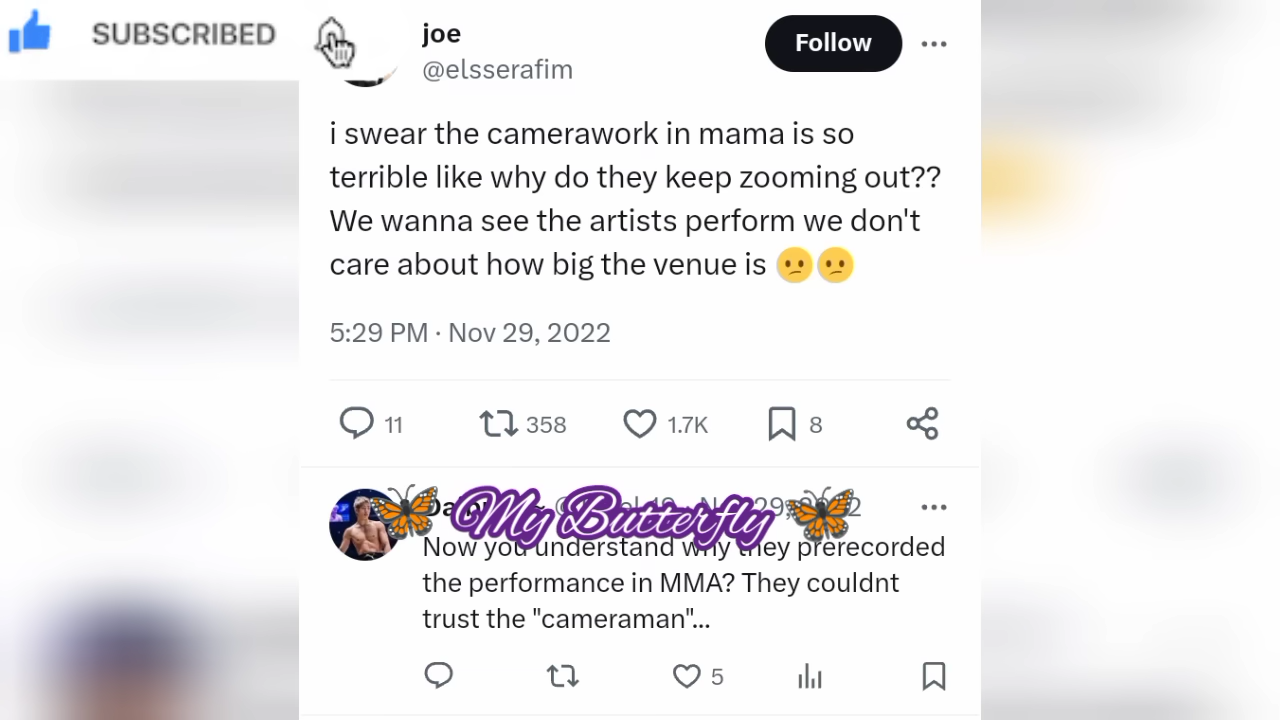 SUBSCRIBED
joe
@elsserafim
Follow
i swear the camerawork in mama is so
terrible like why do they keep zooming out??
We wanna see the artists perform we don't
care about how big the venue is 😕😕
5:29 PM · Nov 29, 2022
11 358 1.7K 8
My Butterfly
Now you understand why they prerecorded
the performance in MMA? They couldnt
trust the "cameraman"...
5